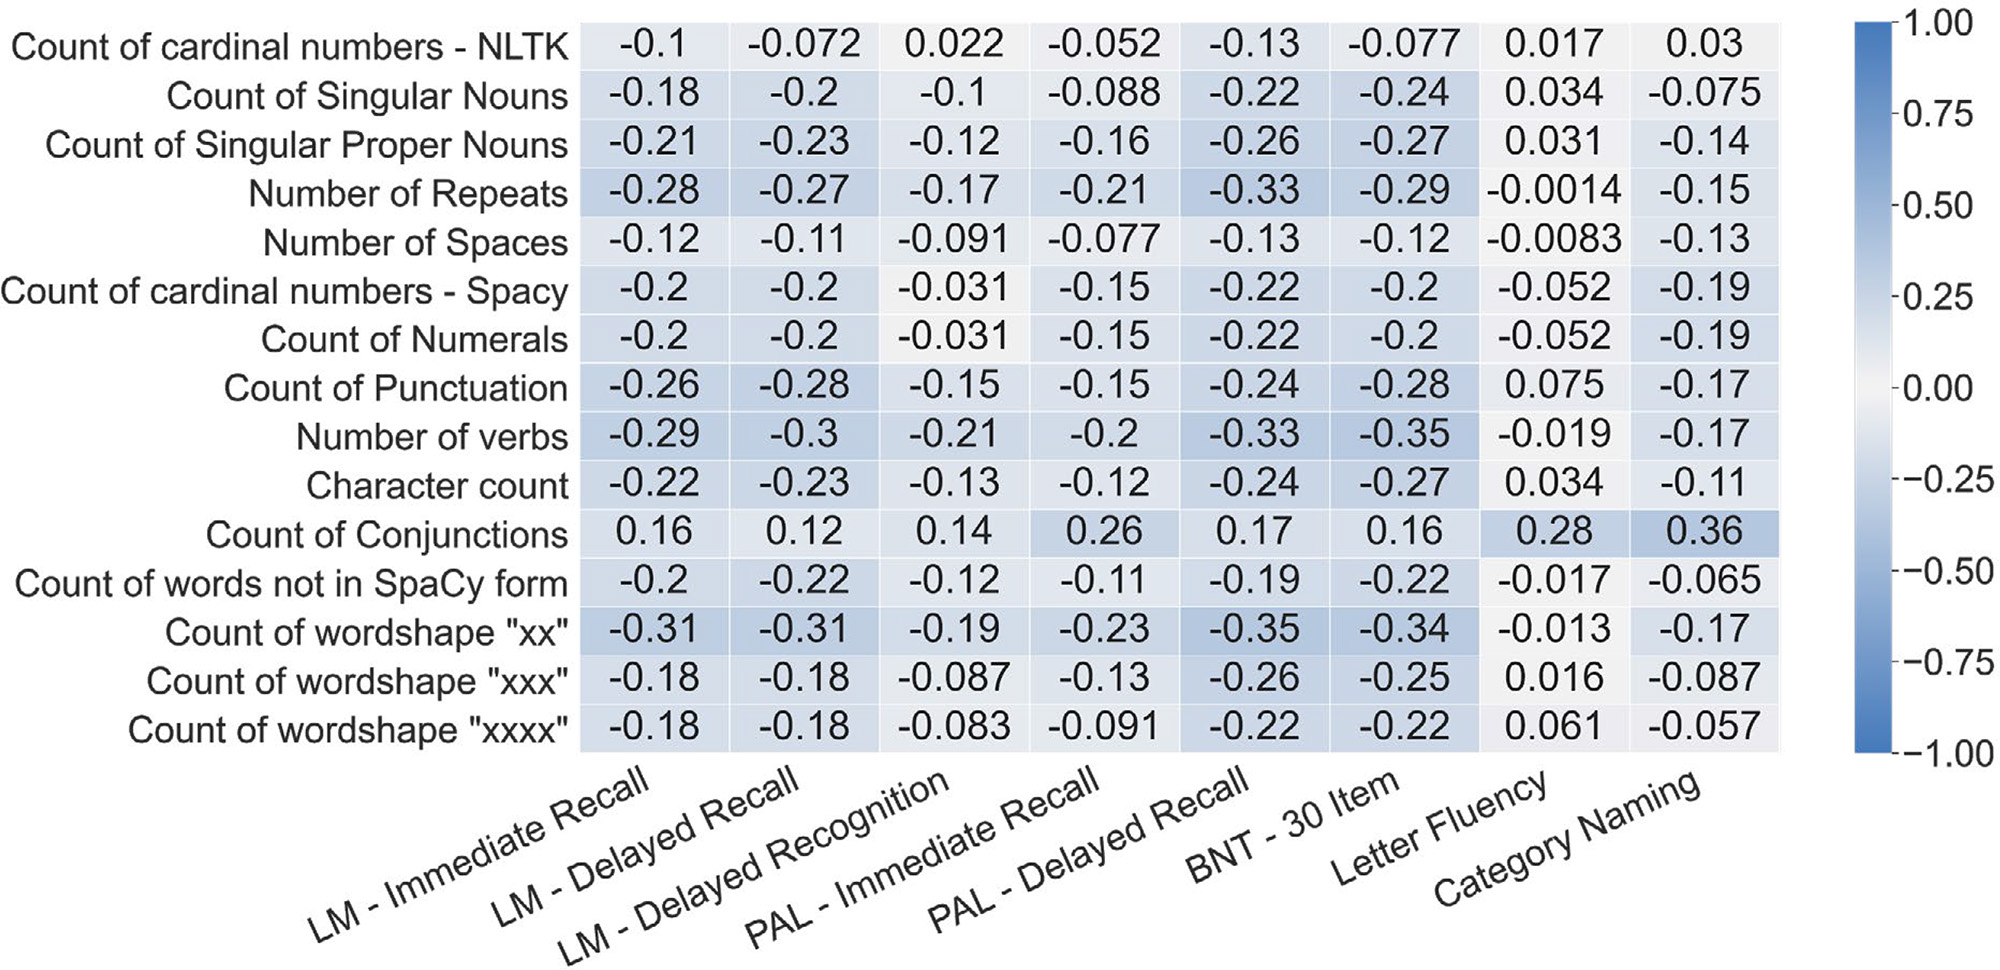 Count of cardinal numbers - NLTK -0.1 -0.072 0.022 -0.052 -0.13 -0.077 0.017 0.03
Count of Singular Nouns -0.18 -0.2 -0.1 -0.088 -0.22 -0.24 0.034 -0.075
Count of Singular Proper Nouns -0.21 -0.23 -0.12 -0.16 -0.26 -0.27 0.031 -0.14
Number of Repeats -0.28 -0.27 -0.17 -0.21 -0.33 -0.29 -0.0014 -0.15
Number of Spaces -0.12 -0.11 -0.091 -0.077 -0.13 -0.12 -0.0083 -0.13
Count of cardinal numbers - Spacy -0.2 -0.2 -0.031 -0.15 -0.22 -0.2 -0.052 -0.19
Count of Numerals -0.2 -0.2 -0.031 -0.15 -0.22 -0.2 -0.052 -0.19
Count of Punctuation -0.26 -0.28 -0.15 -0.15 -0.24 -0.28 0.075 -0.17
Number of verbs -0.29 -0.3 -0.21 -0.2 -0.33 -0.35 -0.019 -0.17
Character count -0.22 -0.23 -0.13 -0.12 -0.24 -0.27 0.034 -0.11
Count of Conjunctions 0.16 0.12 0.14 0.26 0.17 0.16 0.28 0.36
Count of words not in SpaCy form -0.2 -0.22 -0.12 -0.11 -0.19 -0.22 -0.017 -0.065
Count of wordshape "xx" -0.31 -0.31 -0.19 -0.23 -0.35 -0.34 -0.013 -0.17
Count of wordshape "xxx" -0.18 -0.18 -0.087 -0.13 -0.26 -0.25 0.016 -0.087
Count of wordshape "xxxx" -0.18 -0.18 -0.083 -0.091 -0.22 -0.22 0.061 -0.057
LM - Immediate Recall
LM - Delayed Recall
LM - Delayed Recognition
PAL - Immediate Recall
PAL - Delayed Recall
BNT - 30 Item
Letter Fluency
Category Naming
1.00
0.75
0.50
0.25
0.00
−0.25
−0.50
−0.75
−1.00